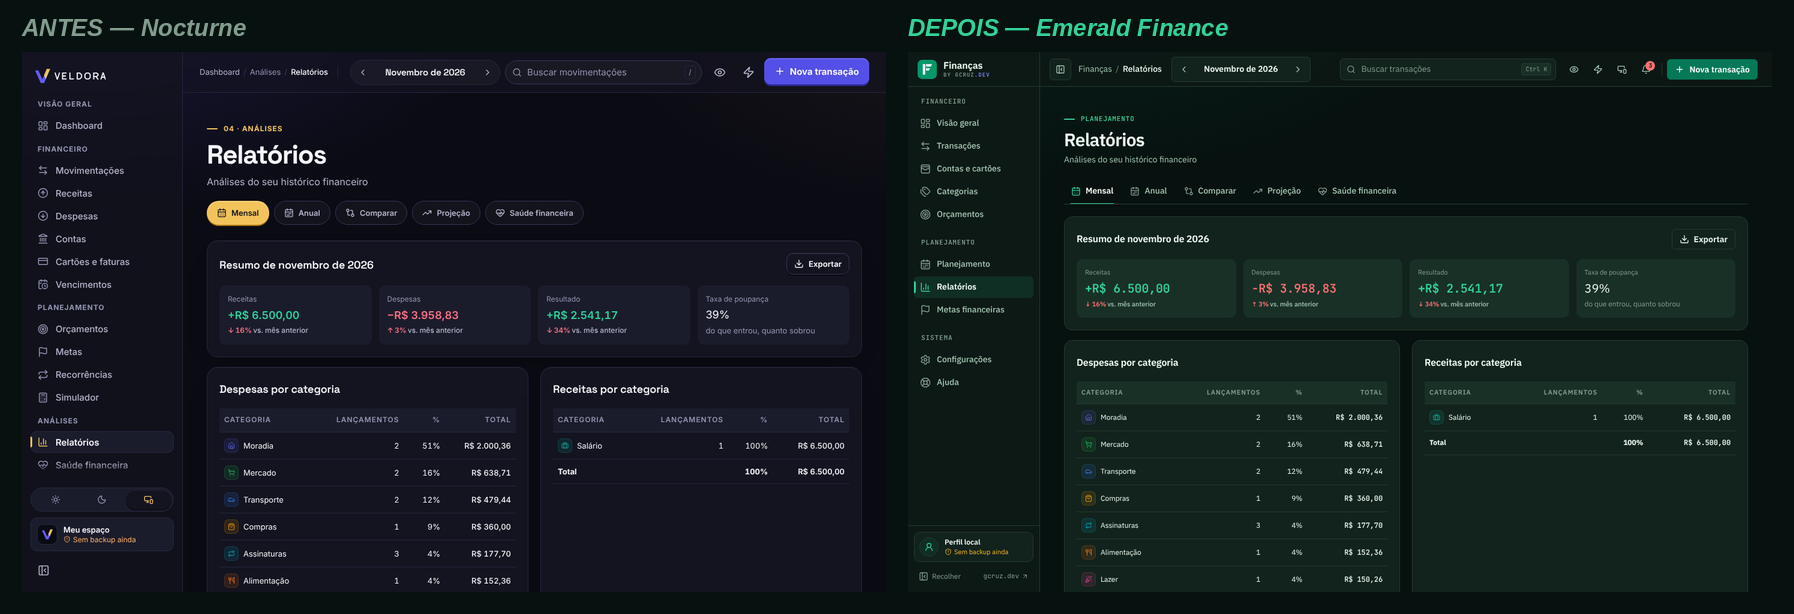 ANTES — Nocturne
VELDORA
VISÃO GERAL
Dashboard
FINANCEIRO
Movimentações
Receitas
Despesas
Contas
Cartões e faturas
Vencimentos
PLANEJAMENTO
Orçamentos
Metas
Recorrências
Simulador
ANÁLISES
Relatórios
Saúde financeira
Meu espaço
Sem backup ainda
Dashboard / Análises / Relatórios
Novembro de 2026
Buscar movimentações /
+ Nova transação
04 · ANÁLISES
Relatórios
Análises do seu histórico financeiro
Mensal Anual Comparar Projeção Saúde financeira
Resumo de novembro de 2026
Exportar
Receitas
+R$ 6.500,00
↓ 16% vs. mês anterior
Despesas
−R$ 3.958,83
↑ 3% vs. mês anterior
Resultado
+R$ 2.541,17
↓ 34% vs. mês anterior
Taxa de poupança
39%
do que entrou, quanto sobrou
Despesas por categoria
CATEGORIA LANÇAMENTOS % TOTAL
Moradia 2 51% R$ 2.000,36
Mercado 2 16% R$ 638,71
Transporte 2 12% R$ 479,44
Compras 1 9% R$ 360,00
Assinaturas 3 4% R$ 177,70
Alimentação 1 4% R$ 152,36
Receitas por categoria
CATEGORIA LANÇAMENTOS % TOTAL
Salário 1 100% R$ 6.500,00
Total 100% R$ 6.500,00
DEPOIS — Emerald Finance
Finanças
BY GCRUZ.DEV
FINANCEIRO
Visão geral
Transações
Contas e cartões
Categorias
Orçamentos
PLANEJAMENTO
Planejamento
Relatórios
Metas financeiras
SISTEMA
Configurações
Ajuda
Perfil local
Sem backup ainda
Recolher gcruz.dev ↗
Finanças / Relatórios
Novembro de 2026
Buscar transações Ctrl K
3
+ Nova transação
PLANEJAMENTO
Relatórios
Análises do seu histórico financeiro
Mensal Anual Comparar Projeção Saúde financeira
Resumo de novembro de 2026
Exportar
Receitas
+R$ 6.500,00
↓ 16% vs. mês anterior
Despesas
-R$ 3.958,83
↑ 3% vs. mês anterior
Resultado
+R$ 2.541,17
↓ 34% vs. mês anterior
Taxa de poupança
39%
do que entrou, quanto sobrou
Despesas por categoria
CATEGORIA LANÇAMENTOS % TOTAL
Moradia 2 51% R$ 2.000,36
Mercado 2 16% R$ 638,71
Transporte 2 12% R$ 479,44
Compras 1 9% R$ 360,00
Assinaturas 3 4% R$ 177,70
Alimentação 1 4% R$ 152,36
Lazer 1 4% R$ 150,26
Receitas por categoria
CATEGORIA LANÇAMENTOS % TOTAL
Salário 1 100% R$ 6.500,00
Total 100% R$ 6.500,00